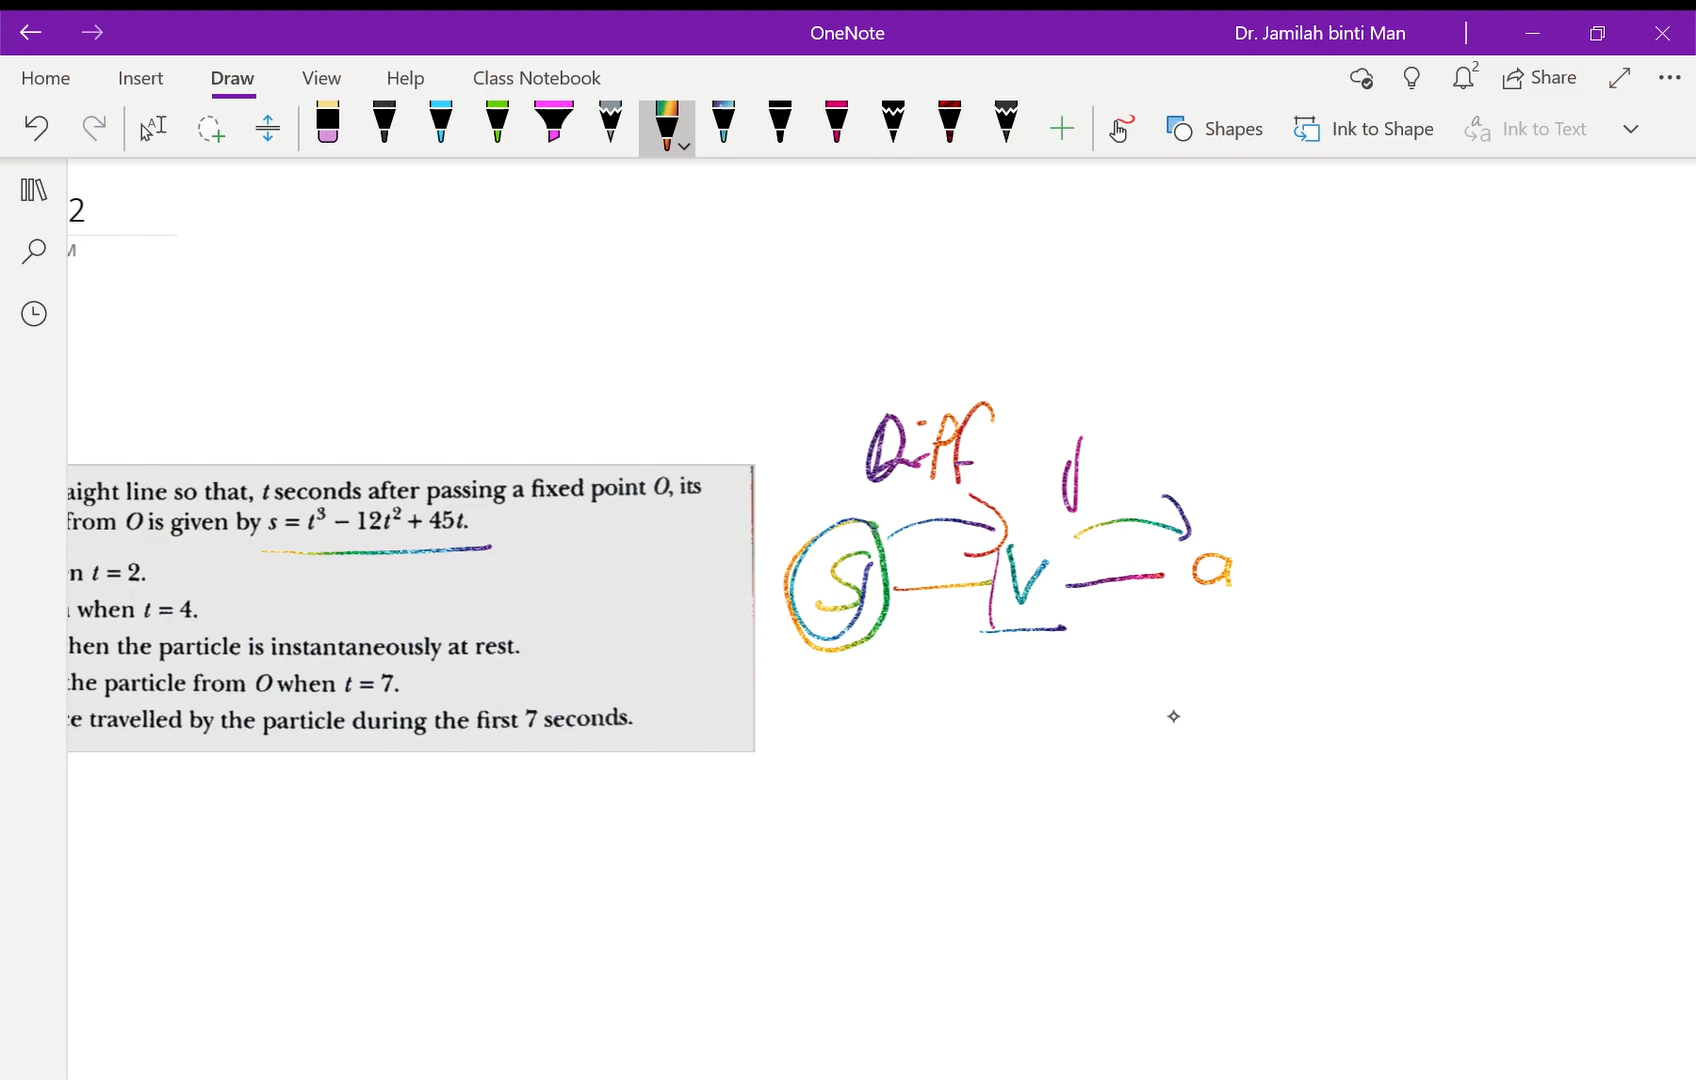 OneNote
Dr. Jamilah binti Man
Home Insert Draw View Help Class Notebook
2
Share
Shapes
Ink to Shape
Ink to Text
2
M
aight line so that, t seconds after passing a fixed point O, its
from O is given by s = t³ − 12t² + 45t.
n t = 2.
when t = 4.
hen the particle is instantaneously at rest.
the particle from O when t = 7.
e travelled by the particle during the first 7 seconds.
Diff
S V a